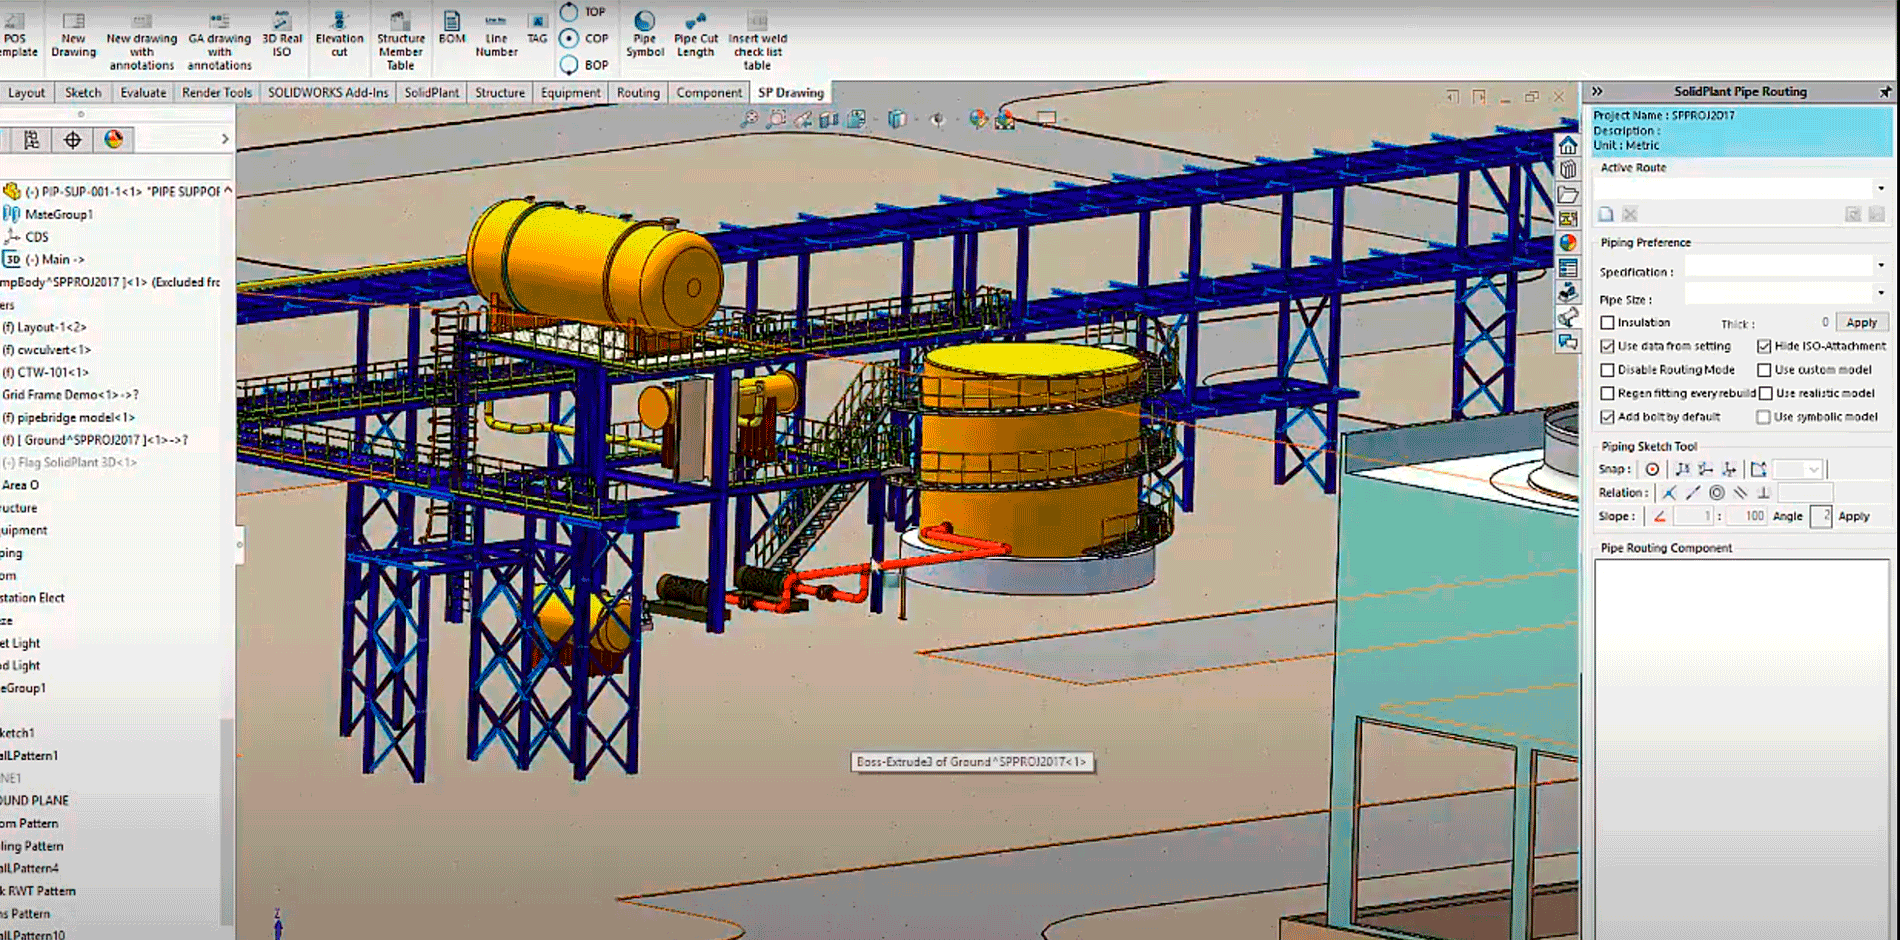 POS
mplate
New
Drawing
New drawing
with
annotations
GA drawing
with
annotations
3D Real
ISO
Elevation
cut
Structure
Member
Table
BOM
Line
Number
TAG
TOP
COP
BOP
Pipe
Symbol
Pipe Cut
Length
Insert weld
check list
table
Layout
Sketch
Evaluate
Render Tools
SOLIDWORKS Add-Ins
SolidPlant
Structure
Equipment
Routing
Component
SP Drawing
(-) PIP-SUP-001-1<1> "PIPE SUPPOF
MateGroup1
CDS
3D (-) Main ->
mpBody^SPPROJ2017 ]<1> (Excluded frc
ers
(f) Layout-1<2>
(f) cwculvert<1>
(f) CTW-101<1>
Grid Frame Demo<1>->?
(f) pipebridge model<1>
(f) [ Ground^SPPROJ2017 ]<1>->?
(-) Flag SolidPlant 3D<1>
Area O
ructure
uipment
ping
om
station Elect
ze
et Light
od Light
eGroup1
ketch1
allPattern1
NE1
OUND PLANE
om Pattern
ling Pattern
allPattern4
k RWT Pattern
ns Pattern
allPattern10
Boss-Extrude3 of Ground^SPPROJ2017<1>
Z
SolidPlant Pipe Routing
Project Name : SPPROJ2017
Description :
Unit : Metric
Active Route
Piping Preference
Specification :
Pipe Size :
Insulation Thick : 0 Apply
Use data from setting Hide ISO-Attachment
Disable Routing Mode Use custom model
Regen fitting every rebuild Use realistic model
Add bolt by default Use symbolic model
Piping Sketch Tool
Snap :
Relation :
Slope : 1 : 100 Angle 2 Apply
Pipe Routing Component